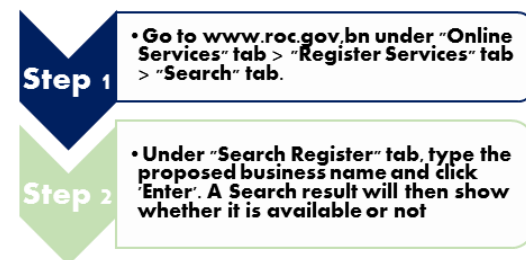 Step 1
• Go to www.roc.gov.bn under "Online
Services" tab > "Register Services" tab
> "Search" tab.
Step 2
• Under "Search Register" tab, type the
proposed business name and click
'Enter'. A Search result will then show
whether it is available or not